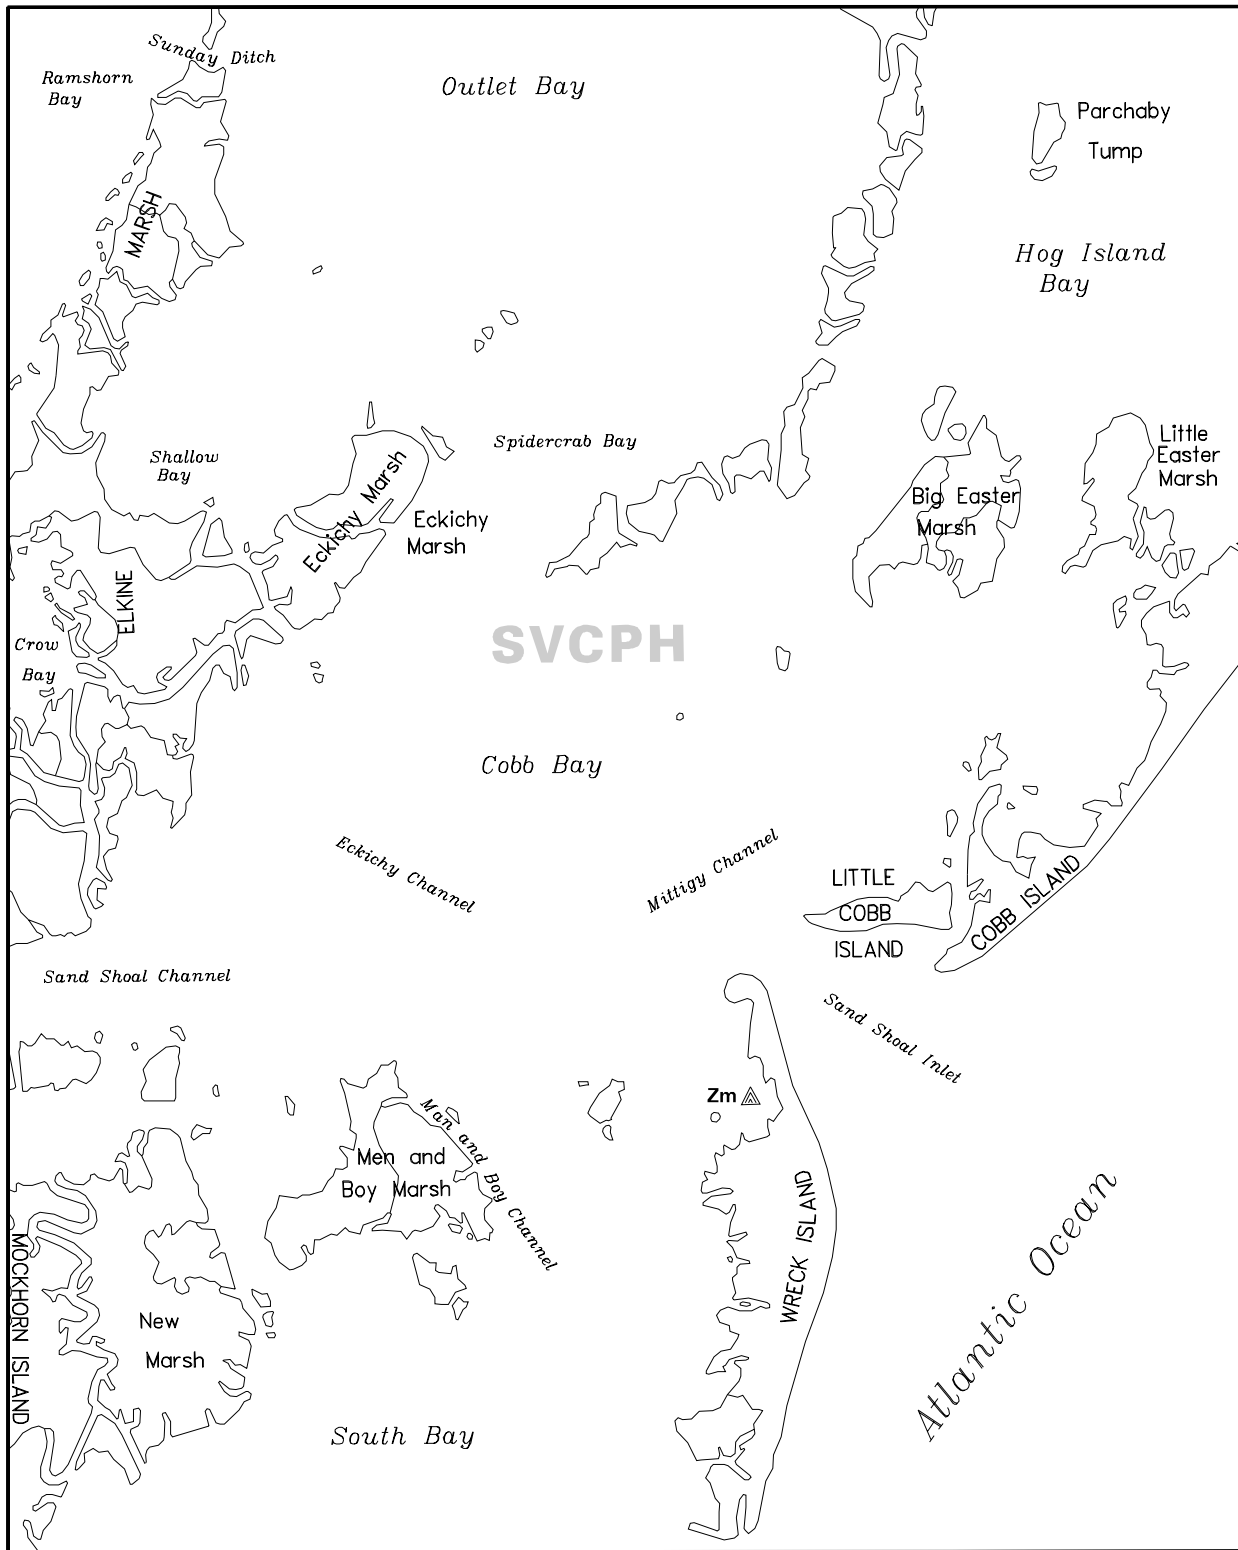 Sunday Ditch
Ramshorn
Bay
Outlet Bay
Parchaby
Tump
MARSH
Hog Island
Bay
Shallow
Bay
Spidercrab Bay
Little
Easter
Marsh
Eckichy Marsh
Eckichy
Marsh
Big Easter
Marsh
ELKINE
Crow
Bay
SVCPH
Cobb Bay
Eckichy Channel
Mittigy Channel
LITTLE
COBB
ISLAND
COBB ISLAND
Sand Shoal Channel
Sand Shoal Inlet
Zm
Man and Boy Channel
Men and
Boy Marsh
WRECK ISLAND
Atlantic Ocean
MOCKHORN ISLAND
New
Marsh
South Bay